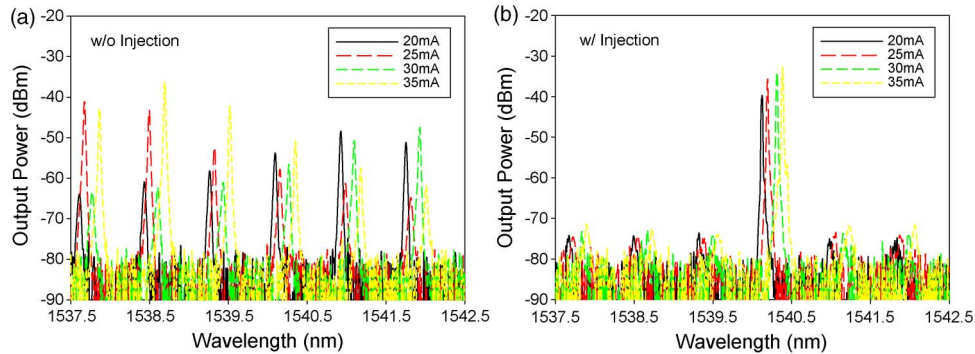 (a)
w/o Injection
20mA
25mA
30mA
35mA
-20
-30
-40
-50
-60
-70
-80
-90
Output Power (dBm)
1537.5 1538.5 1539.5 1540.5 1541.5 1542.5
Wavelength (nm)
(b)
w/ Injection
20mA
25mA
30mA
35mA
-20
-30
-40
-50
-60
-70
-80
-90
Output Power (dBm)
1537.5 1538.5 1539.5 1540.5 1541.5 1542.5
Wavelength (nm)